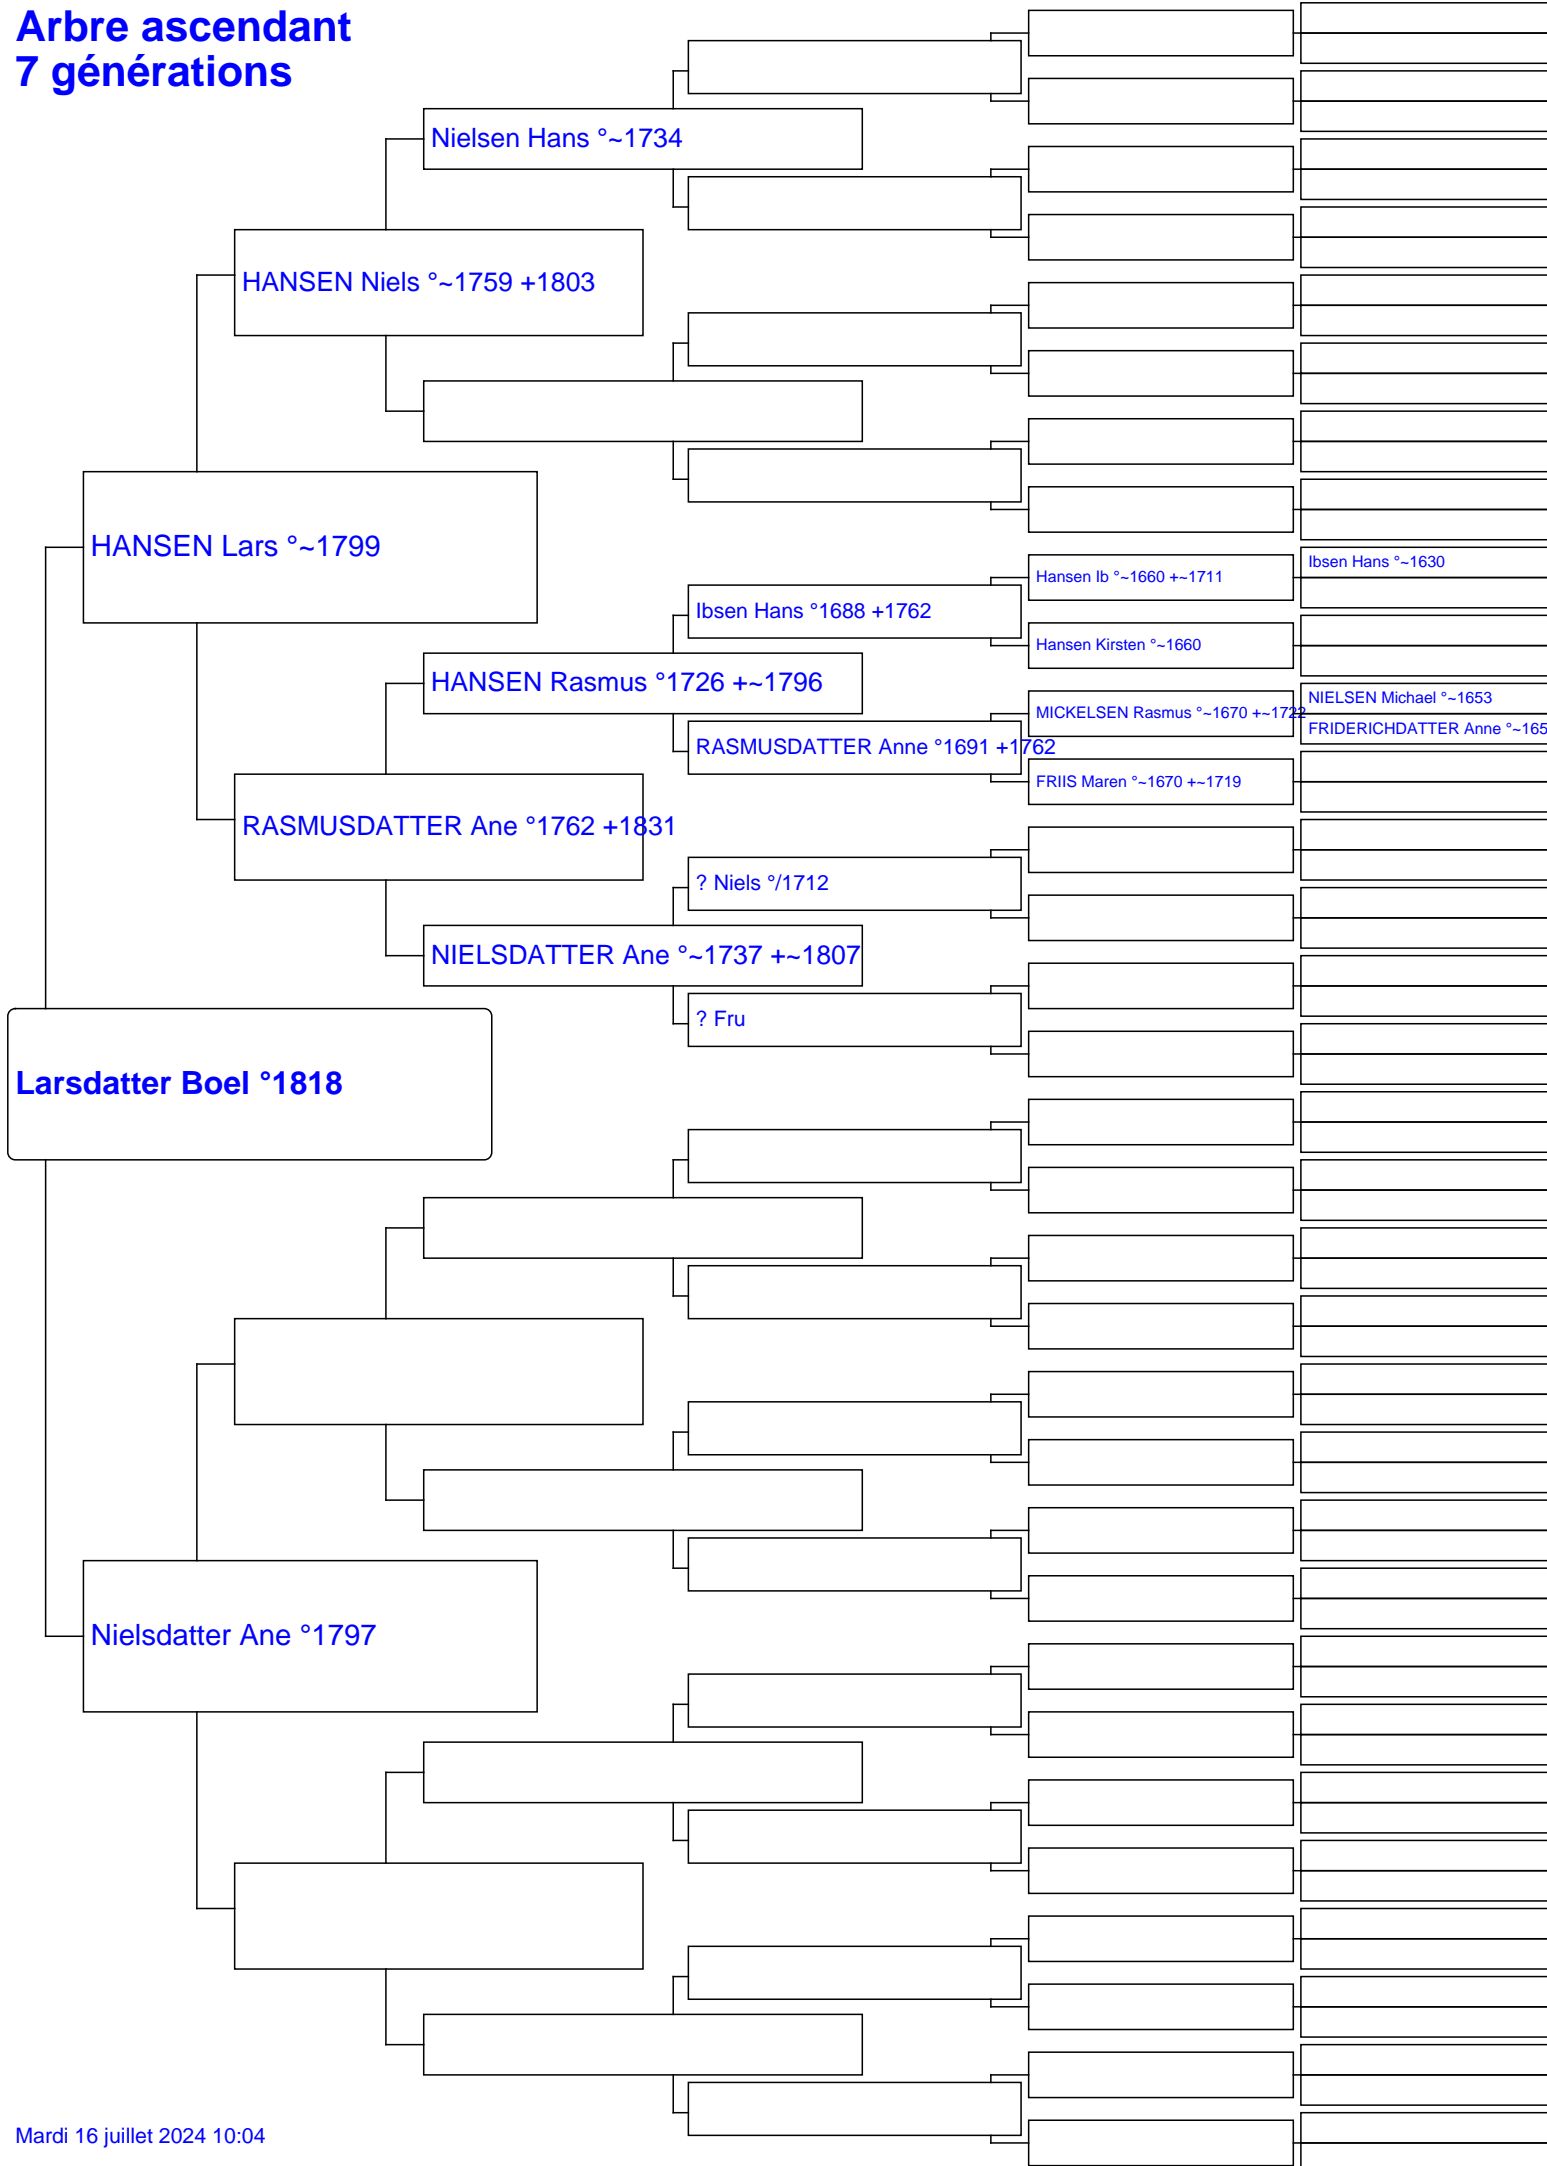 Arbre ascendant
7 générations
Nielsen Hans °~1734
HANSEN Niels °~1759 +1803
HANSEN Lars °~1799
Hansen Ib °~1660 +~1711
Ibsen Hans °~1630
Ibsen Hans °1688 +1762
Hansen Kirsten °~1660
HANSEN Rasmus °1726 +~1796
MICKELSEN Rasmus °~1670 +~1722
NIELSEN Michael °~1653
FRIDERICHDATTER Anne °~165
RASMUSDATTER Anne °1691 +1762
FRIIS Maren °~1670 +~1719
RASMUSDATTER Ane °1762 +1831
? Niels °/1712
NIELSDATTER Ane °~1737 +~1807
? Fru
Larsdatter Boel °1818
Nielsdatter Ane °1797
Mardi 16 juillet 2024 10:04